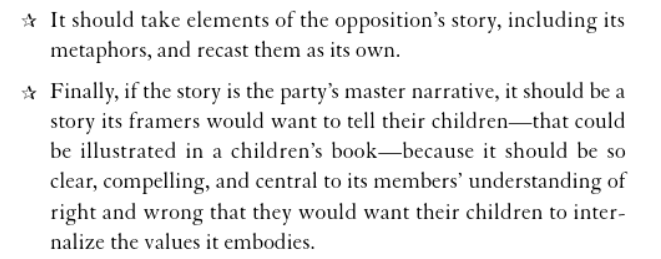 ☆ It should take elements of the opposition’s story, including its
metaphors, and recast them as its own.
☆ Finally, if the story is the party’s master narrative, it should be a
story its framers would want to tell their children—that could
be illustrated in a children’s book—because it should be so
clear, compelling, and central to its members’ understanding of
right and wrong that they would want their children to inter-
nalize the values it embodies.